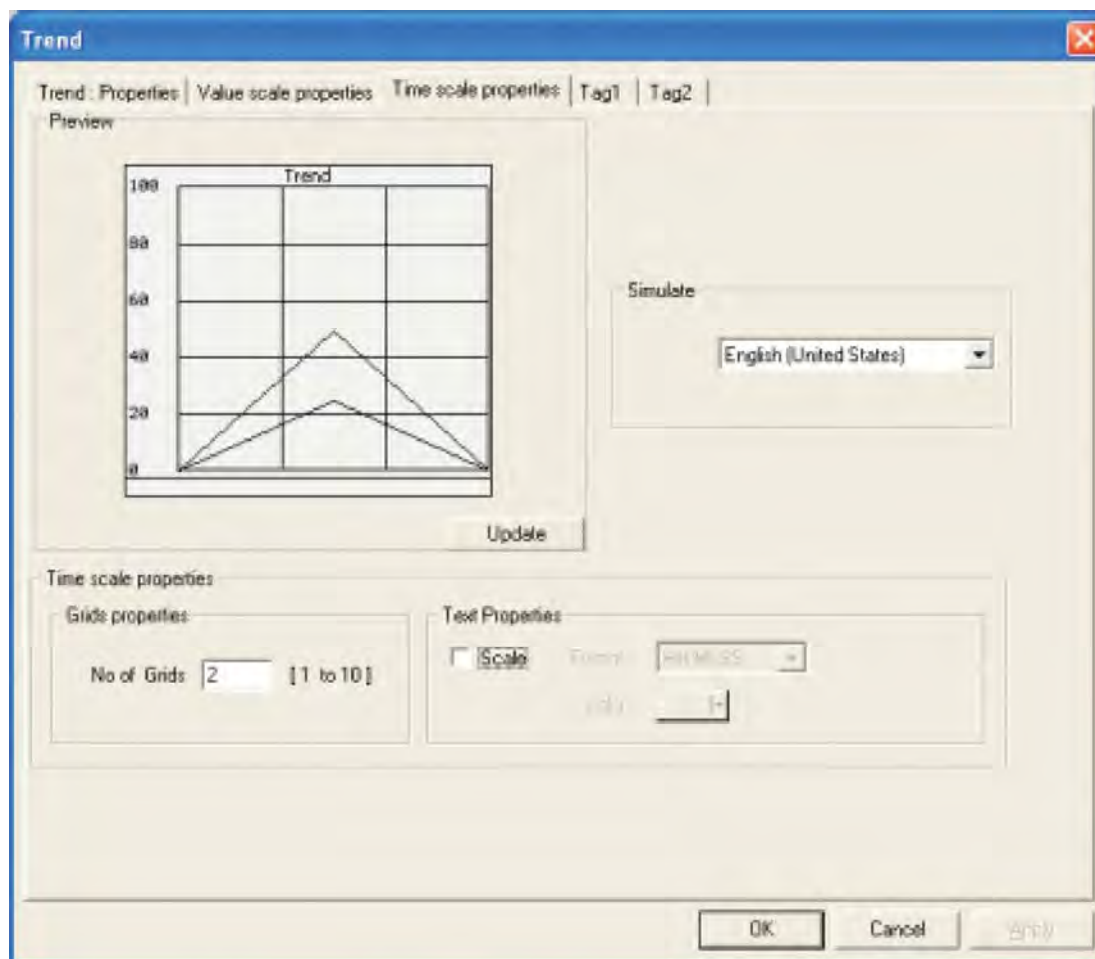 Trend
Trend : Properties
Value scale properties
Time scale properties
Tag1
Tag2
Preview
Trend
100
80
60
40
20
0
Update
Simulate
English (United States)
Time scale properties
Grids properties
No of Grids 2 [ 1 to 10 ]
Text Properties
Scale
Format
OK
Cancel
Apply